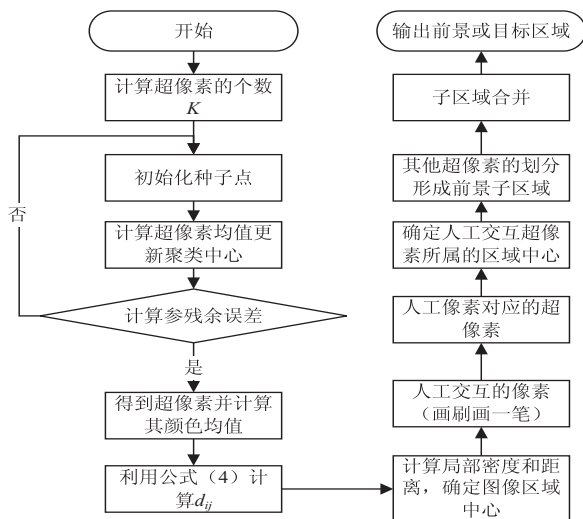 开始
计算超像素的个数
K
初始化种子点
计算超像素均值更
新聚类中心
计算参残余误差
否
是
得到超像素并计算
其颜色均值
利用公式（4）计
算dij
计算局部密度和距
离，确定图像区域
中心
人工交互的像素
（画刷画一笔）
人工像素对应的超
像素
确定人工交互超像
素所属的区域中心
其他超像素的划分
形成前景子区域
子区域合并
输出前景或目标区域